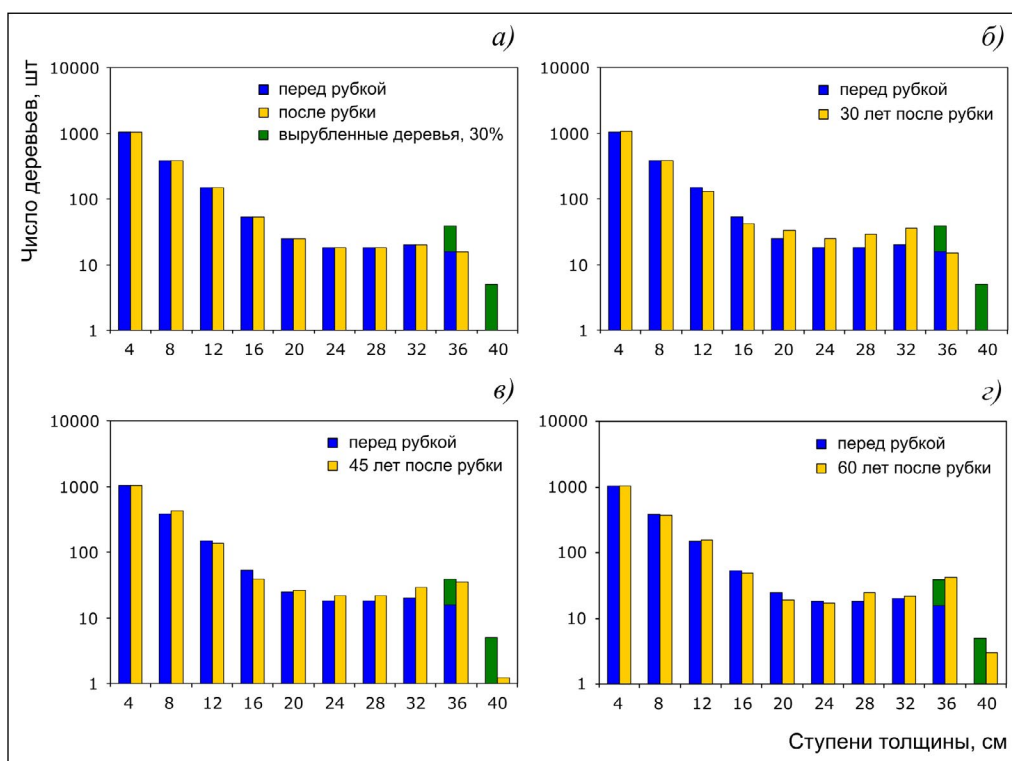 Число деревьев, шт
а)
10000
1000
100
10
1
перед рубкой
после рубки
вырубленные деревья, 30%
4 8 12 16 20 24 28 32 36 40
б)
10000
1000
100
10
1
перед рубкой
30 лет после рубки
4 8 12 16 20 24 28 32 36 40
в)
10000
1000
100
10
1
перед рубкой
45 лет после рубки
4 8 12 16 20 24 28 32 36 40
г)
10000
1000
100
10
1
перед рубкой
60 лет после рубки
4 8 12 16 20 24 28 32 36 40
Ступени толщины, см